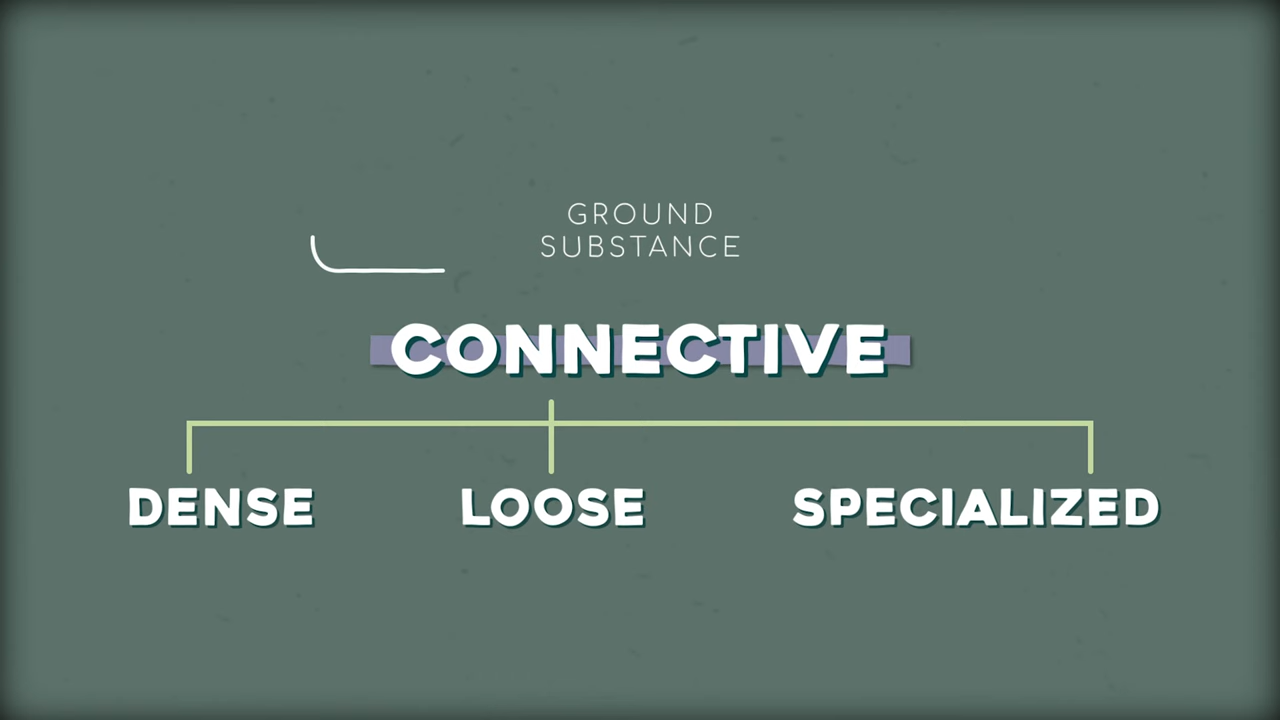 GROUND
SUBSTANCE
CONNECTIVE
DENSE
LOOSE
SPECIALIZED